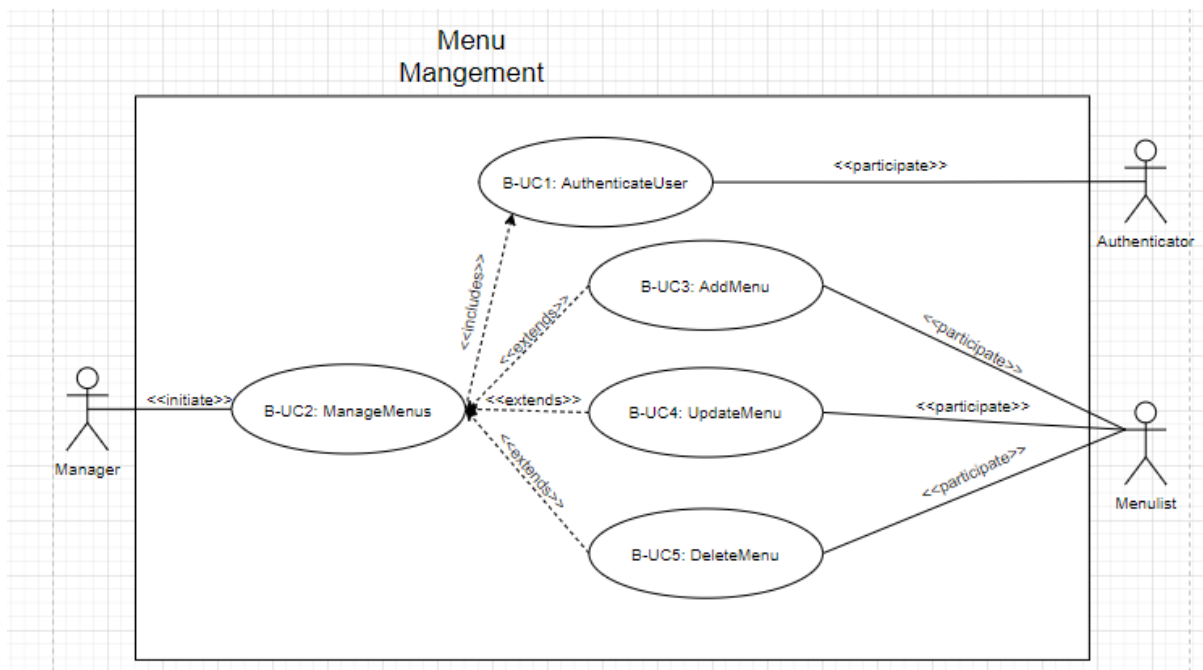 Menu
Mangement
<<participate>>
B-UC1: AuthenticateUser
Authenticator
<<includes>>
B-UC3: AddMenu
<<extends>>
<<participate>>
<<initiate>>
B-UC2: ManageMenus
<<extends>>
B-UC4: UpdateMenu
<<participate>>
Manager
<<extends>>
<<participate>>
Menulist
B-UC5: DeleteMenu